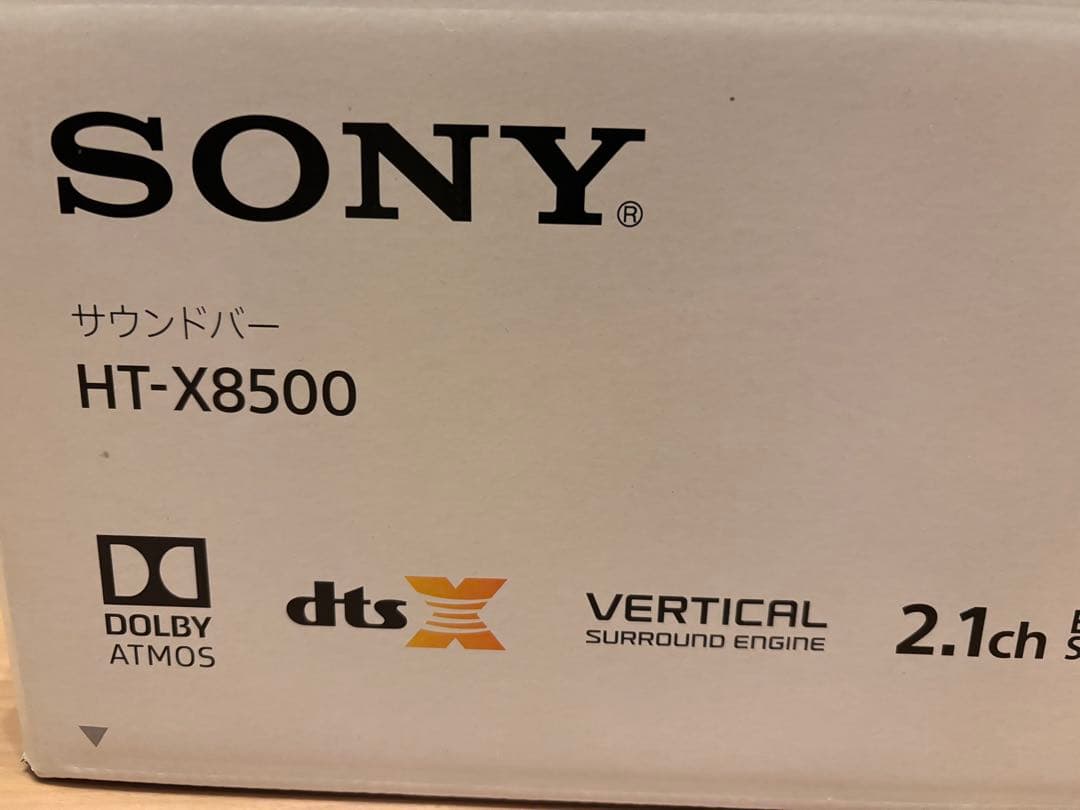 SONY®
サウンドバー
HT-X8500
DOLBY
ATMOS
dts X
VERTICAL
SURROUND ENGINE
2.1ch